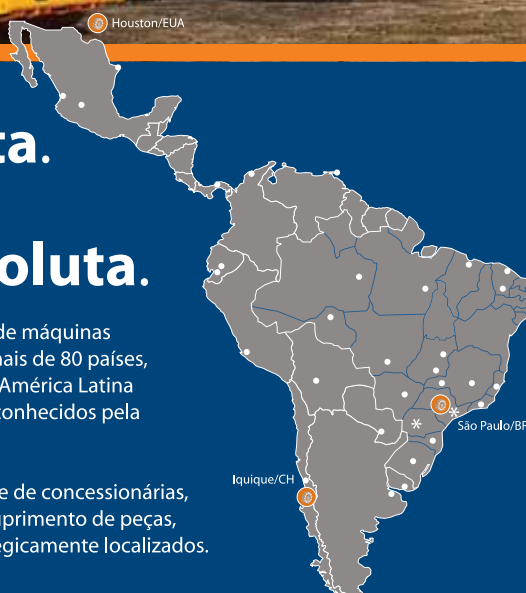 Houston/EUA
ta.
oluta.
de máquinas
nais de 80 países,
América Latina
conhecidos pela
São Paulo/BR
Iquique/CH
e de concessionárias,
uprimento de peças,
egicamente localizados.